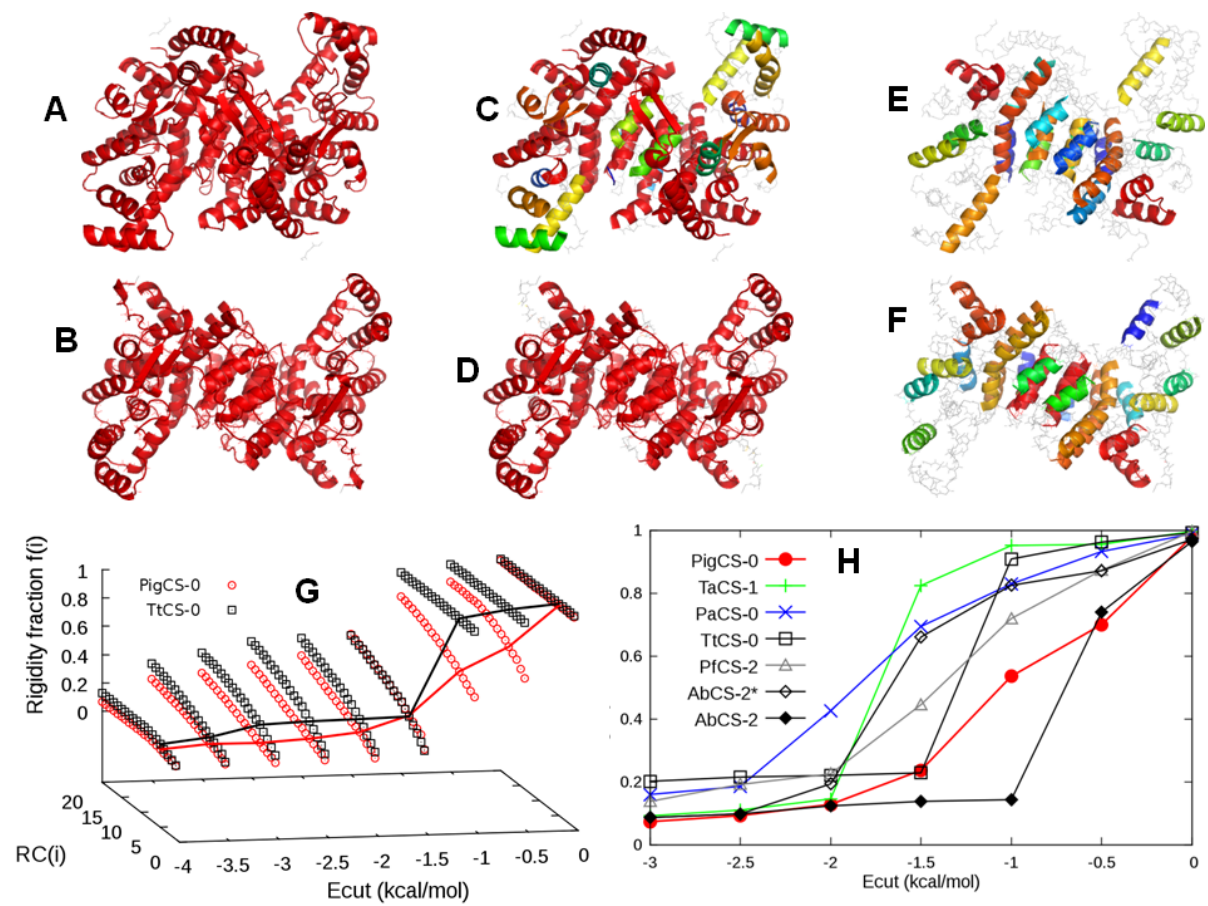 A
C
E
B
D
F
G
PigCS-0
TtCS-0
Rigidity fraction f(i)
1
0.8
0.6
0.4
0.2
0
20
15
10
5
0
RC(i)
-4
-3.5
-3
-2.5
-2
-1.5
-1
-0.5
0
Ecut (kcal/mol)
H
PigCS-0
TaCS-1
PaCS-0
TtCS-0
PfCS-2
AbCS-2*
AbCS-2
1
0.8
0.6
0.4
0.2
0
-3
-2.5
-2
-1.5
-1
-0.5
0
Ecut (kcal/mol)